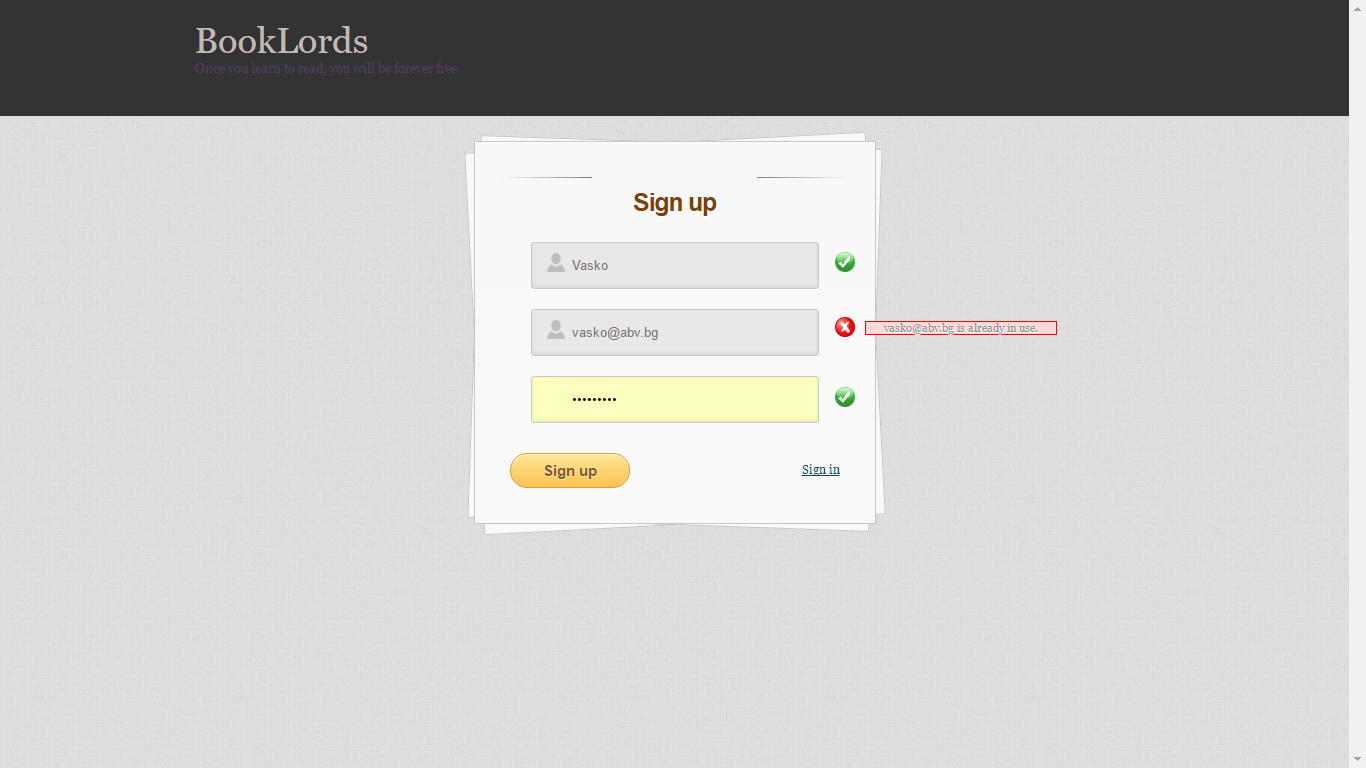 BookLords
Once you learn to read, you will be forever free
Sign up
Vasko
vasko@abv.bg
vasko@abv.bg is already in use.
•••••••••
Sign up
Sign in